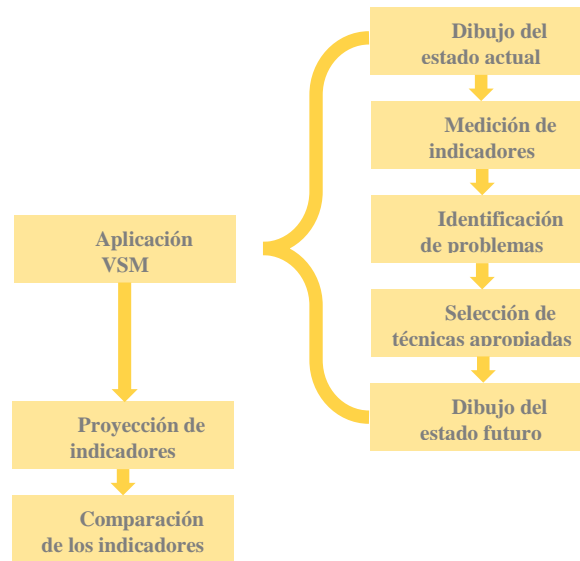 Dibujo del
estado actual
Medición de
indicadores
Identificación
de problemas
Selección de
técnicas apropiadas
Dibujo del
estado futuro
Aplicación
VSM
Proyección de
indicadores
Comparación
de los indicadores